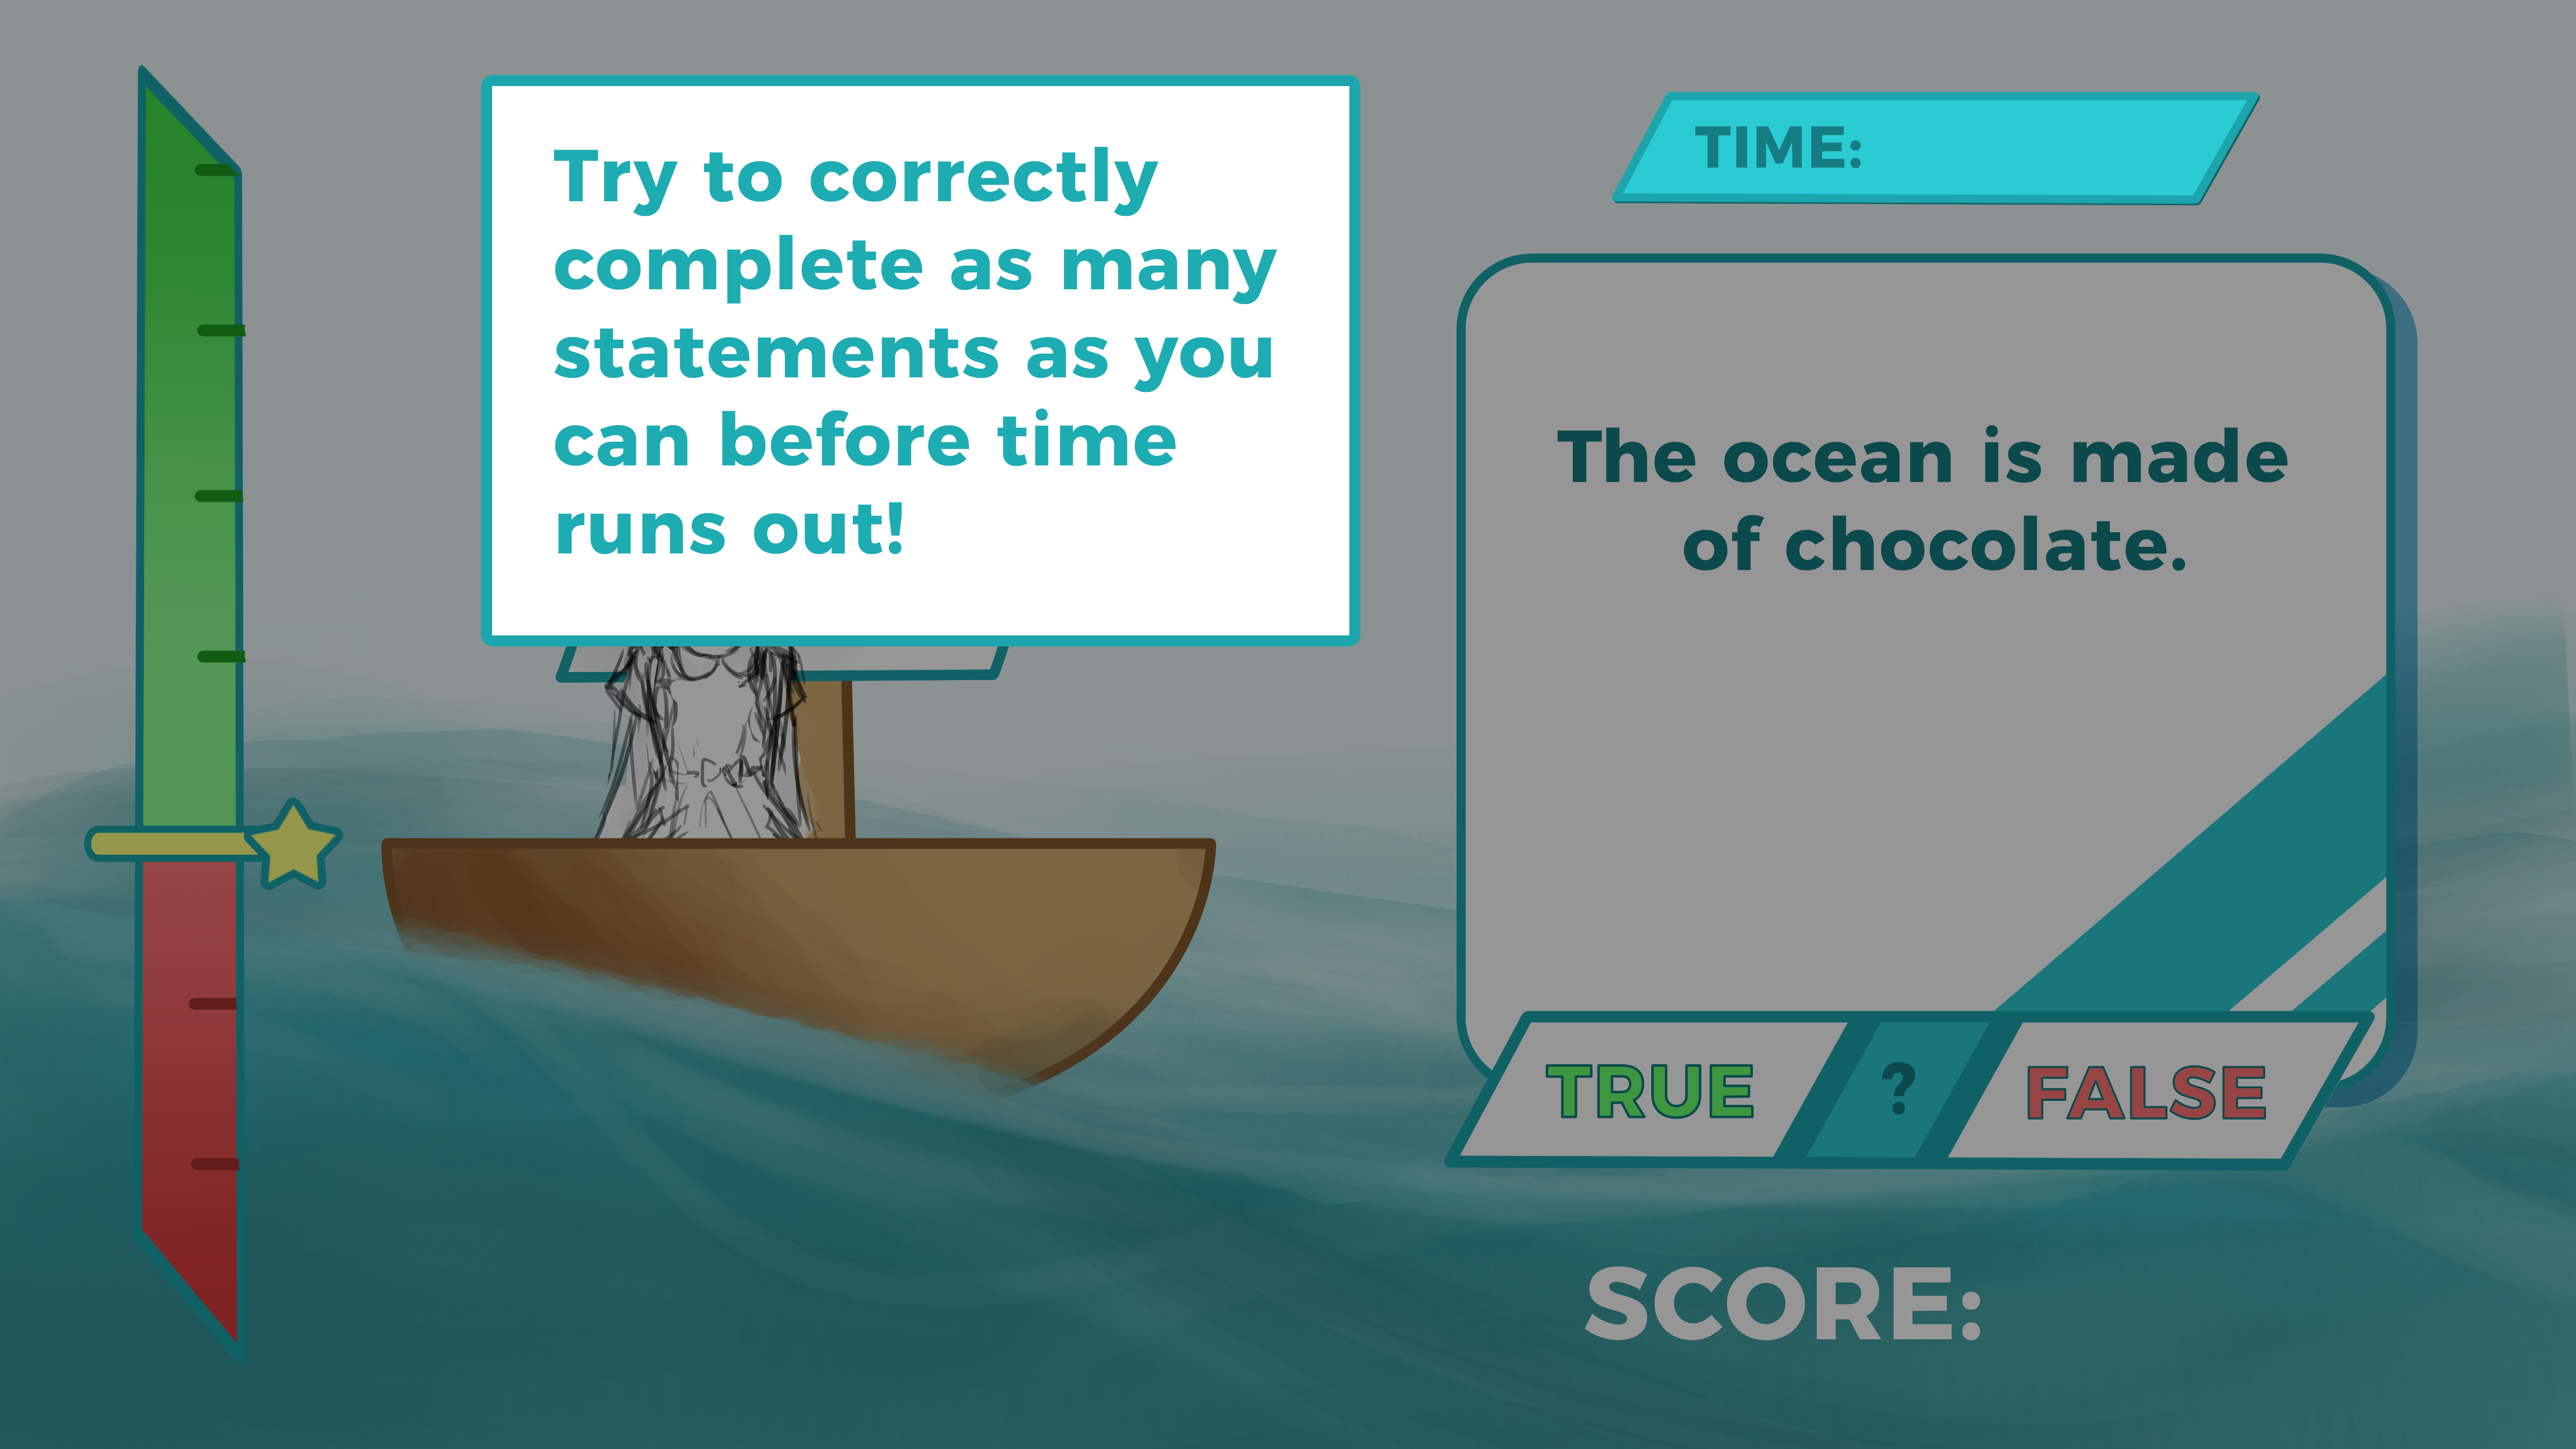 Try to correctly
complete as many
statements as you
can before time
runs out!
TIME:
The ocean is made
of chocolate.
TRUE ? FALSE
SCORE: